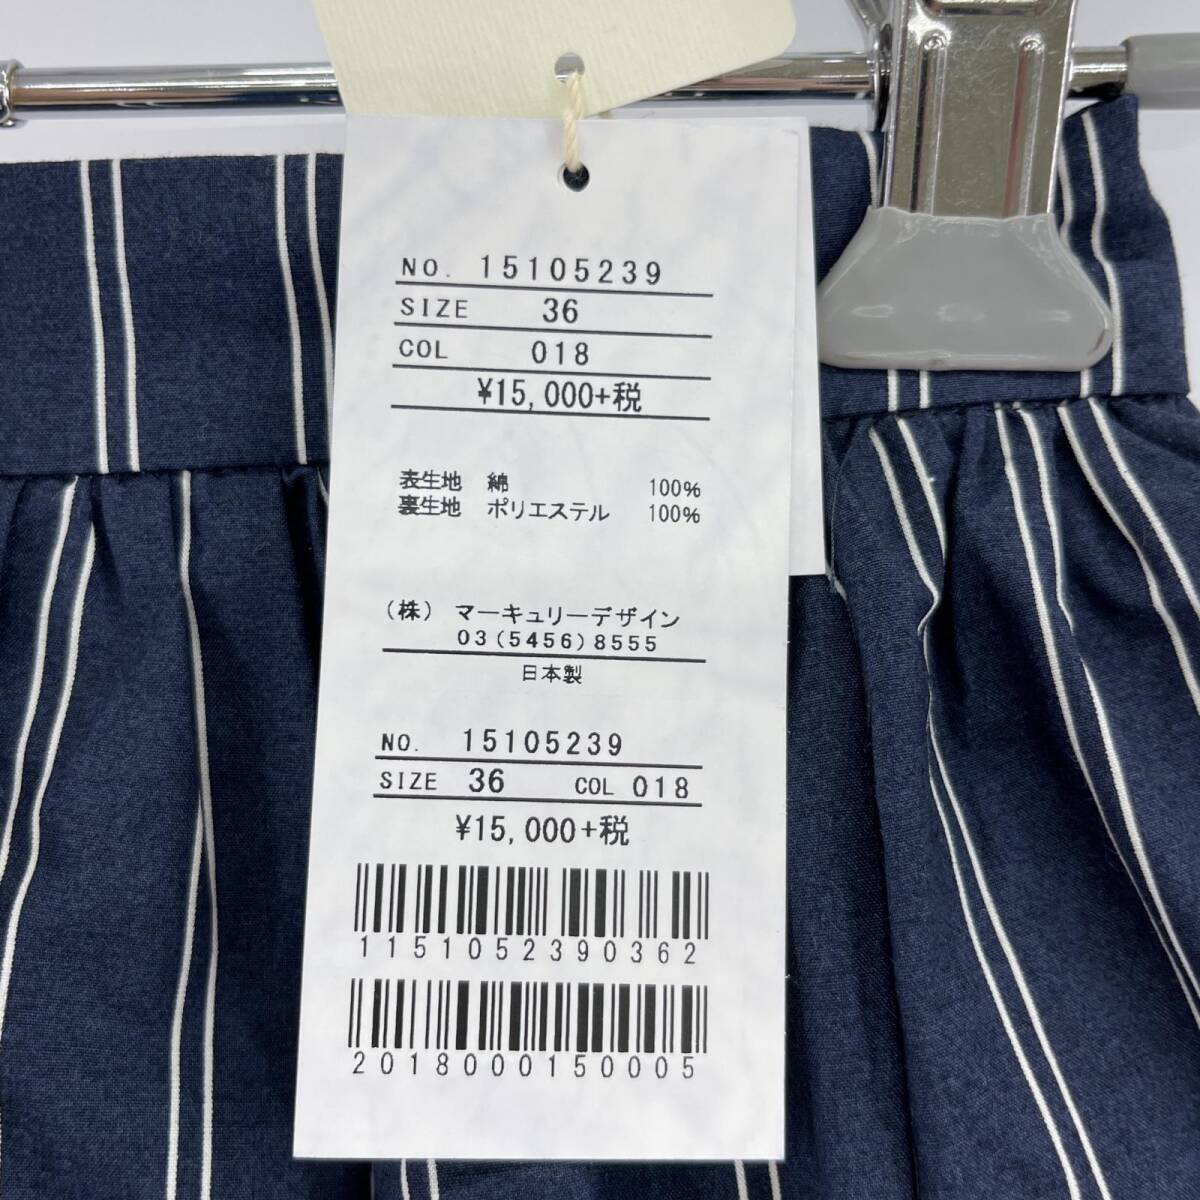 NO. 15105239
SIZE 36
COL 018
¥15,000+税
表生地 綿 100%
裏生地 ポリエステル 100%
(株) マーキュリーデザイン
03(5456)8555
日本製
NO. 15105239
SIZE 36 COL 018
¥15,000+税
1151052390362
2018000150005